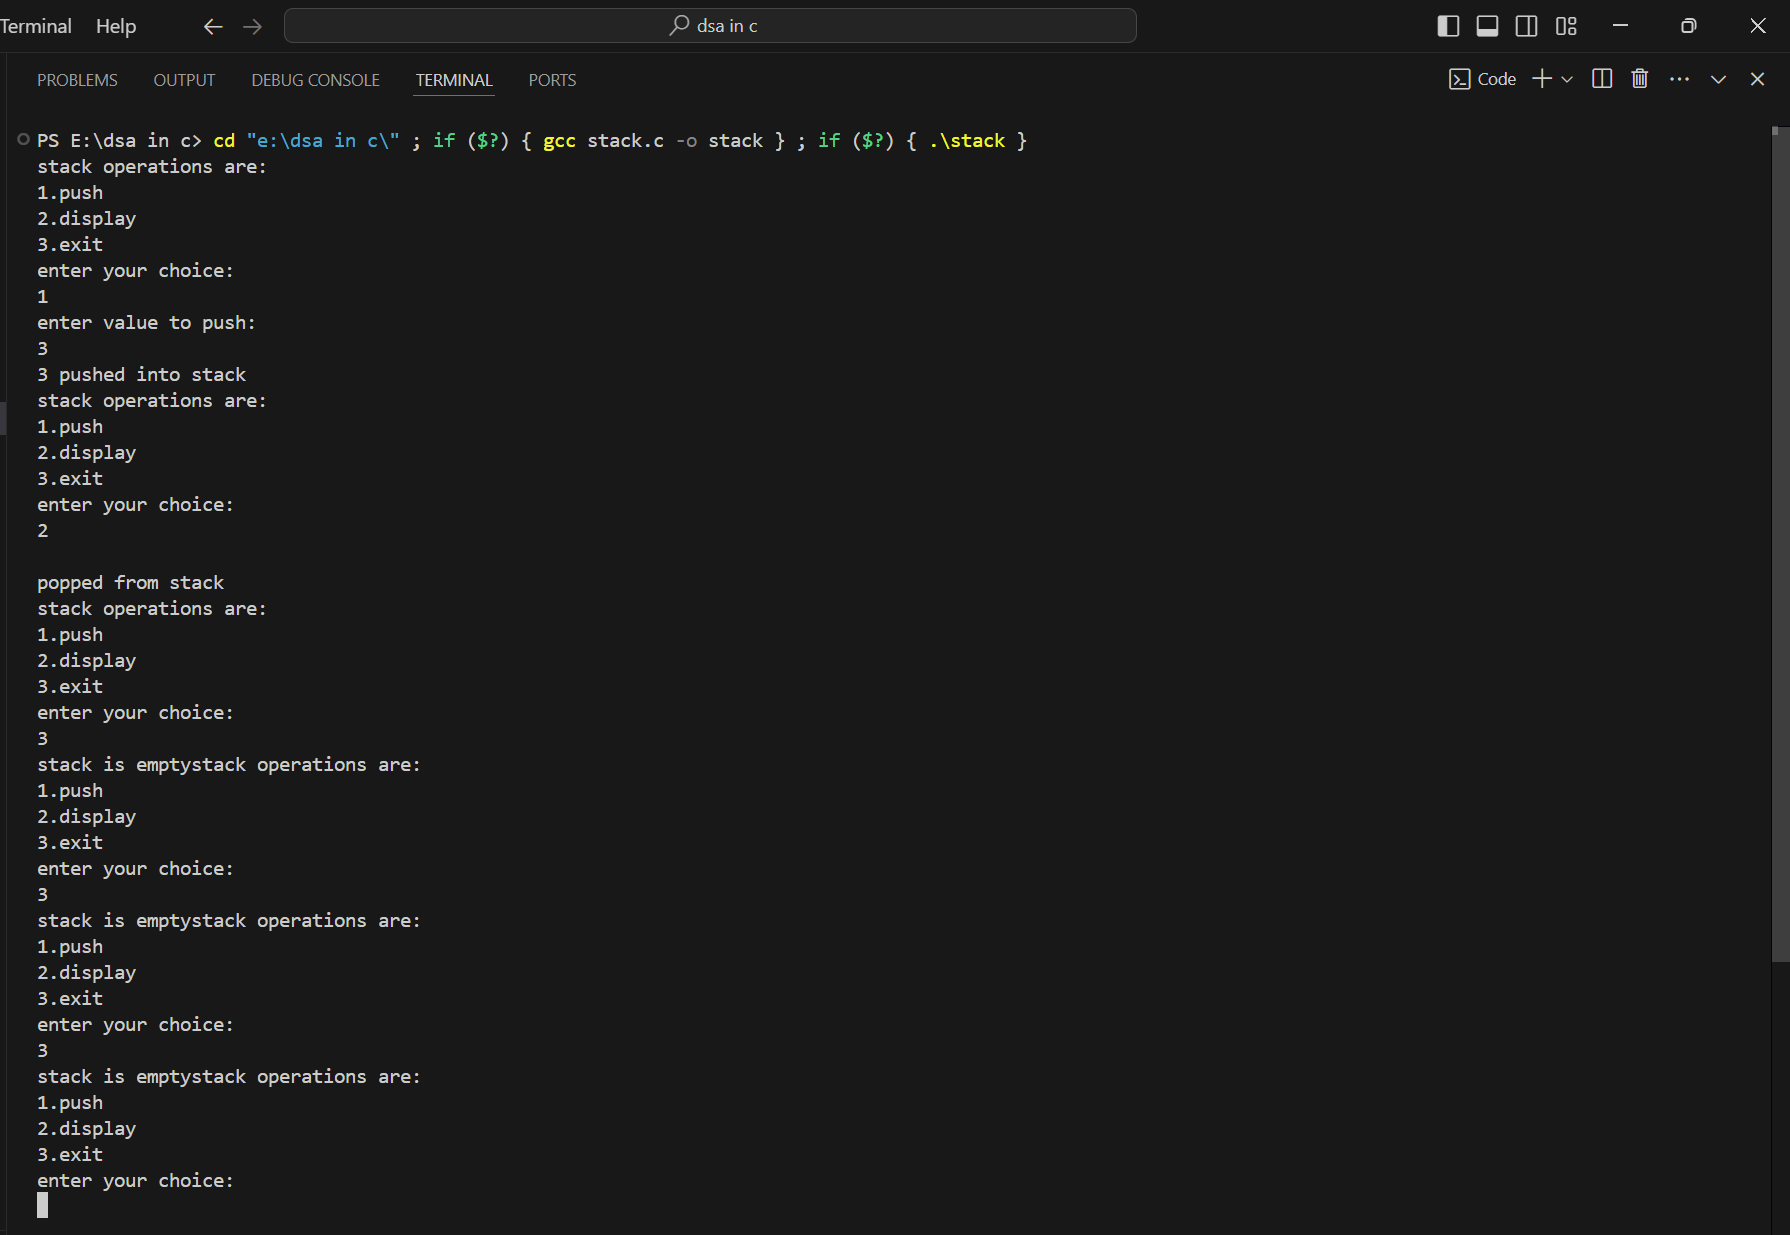 Terminal Help dsa in c
PROBLEMS OUTPUT DEBUG CONSOLE TERMINAL PORTS Code
PS E:\dsa in c> cd "e:\dsa in c\" ; if ($?) { gcc stack.c -o stack } ; if ($?) { .\stack }
stack operations are:
1.push
2.display
3.exit
enter your choice:
1
enter value to push:
3
3 pushed into stack
stack operations are:
1.push
2.display
3.exit
enter your choice:
2
popped from stack
stack operations are:
1.push
2.display
3.exit
enter your choice:
3
stack is emptystack operations are:
1.push
2.display
3.exit
enter your choice:
3
stack is emptystack operations are:
1.push
2.display
3.exit
enter your choice:
3
stack is emptystack operations are:
1.push
2.display
3.exit
enter your choice: